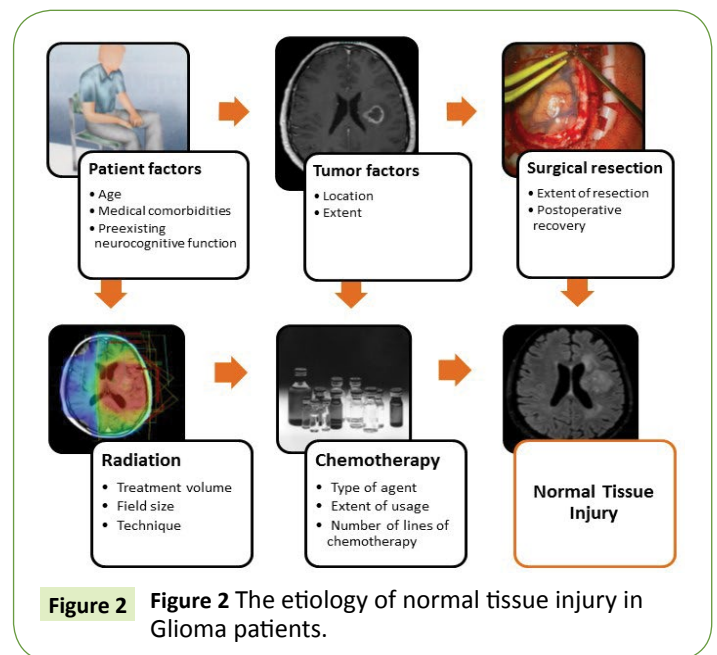 Patient factors
• Age
• Medical comorbidities
• Preexisting
neurocognitive function
Tumor factors
• Location
• Extent
Surgical resection
• Extent of resection
• Postoperative
recovery
Radiation
• Treatment volume
• Field size
• Technique
Chemotherapy
• Type of agent
• Extent of usage
• Number of lines of
chemotherapy
Normal Tissue
Injury
Figure 2 Figure 2 The etiology of normal tissue injury in
Glioma patients.